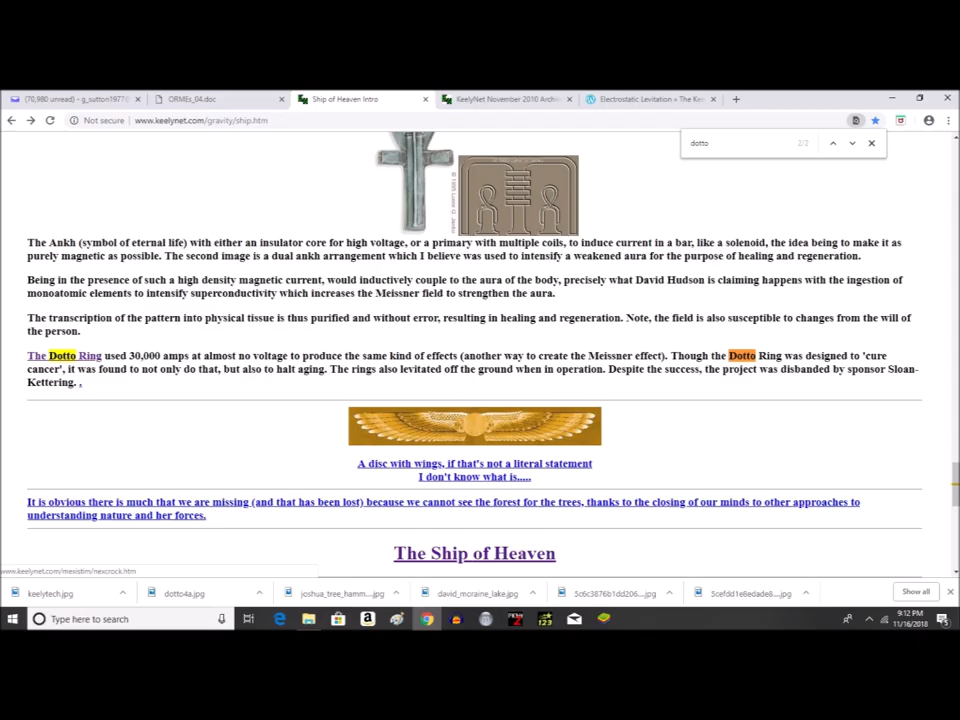 (70,980 unread) - g_sutton1977@
ORMEs_04.doc
Ship of Heaven Intro
KeelyNet November 2010 Archi
Electrostatic Levitation » The Kee
Not secure
www.keelynet.com/gravity/ship.htm
dotto
2/2
The Ankh (symbol of eternal life) with either an insulator core for high voltage, or a primary with multiple coils, to induce current in a bar, like a solenoid, the idea being to make it as
purely magnetic as possible. The second image is a dual ankh arrangement which I believe was used to intensify a weakened aura for the purpose of healing and regeneration.
Being in the presence of such a high density magnetic current, would inductively couple to the aura of the body, precisely what David Hudson is claiming happens with the ingestion of
monoatomic elements to intensify superconductivity which increases the Meissner field to strengthen the aura.
The transcription of the pattern into physical tissue is thus purified and without error, resulting in healing and regeneration. Note, the field is also susceptible to changes from the will of
the person.
The Dotto Ring used 30,000 amps at almost no voltage to produce the same kind of effects (another way to create the Meissner effect). Though the Dotto Ring was designed to 'cure
cancer', it was found to not only do that, but also to halt aging. The rings also levitated off the ground when in operation. Despite the success, the project was disbanded by sponsor Sloan-
Kettering. .
A disc with wings, if that's not a literal statement
I don't know what is.....
It is obvious there is much that we are missing (and that has been lost) because we cannot see the forest for the trees, thanks to the closing of our minds to other approaches to
understanding nature and her forces.
The Ship of Heaven
www.keelynet.com/mexistim/nexcrock.htm
keelytech.jpg
dotto4a.jpg
joshua_tree_hamm....jpg
david_moraine_lake.jpg
5c6c3876b1dd206....jpg
5cefdd1e8edade8....jpg
Show all
Type here to search
9:12 PM
11/16/2018